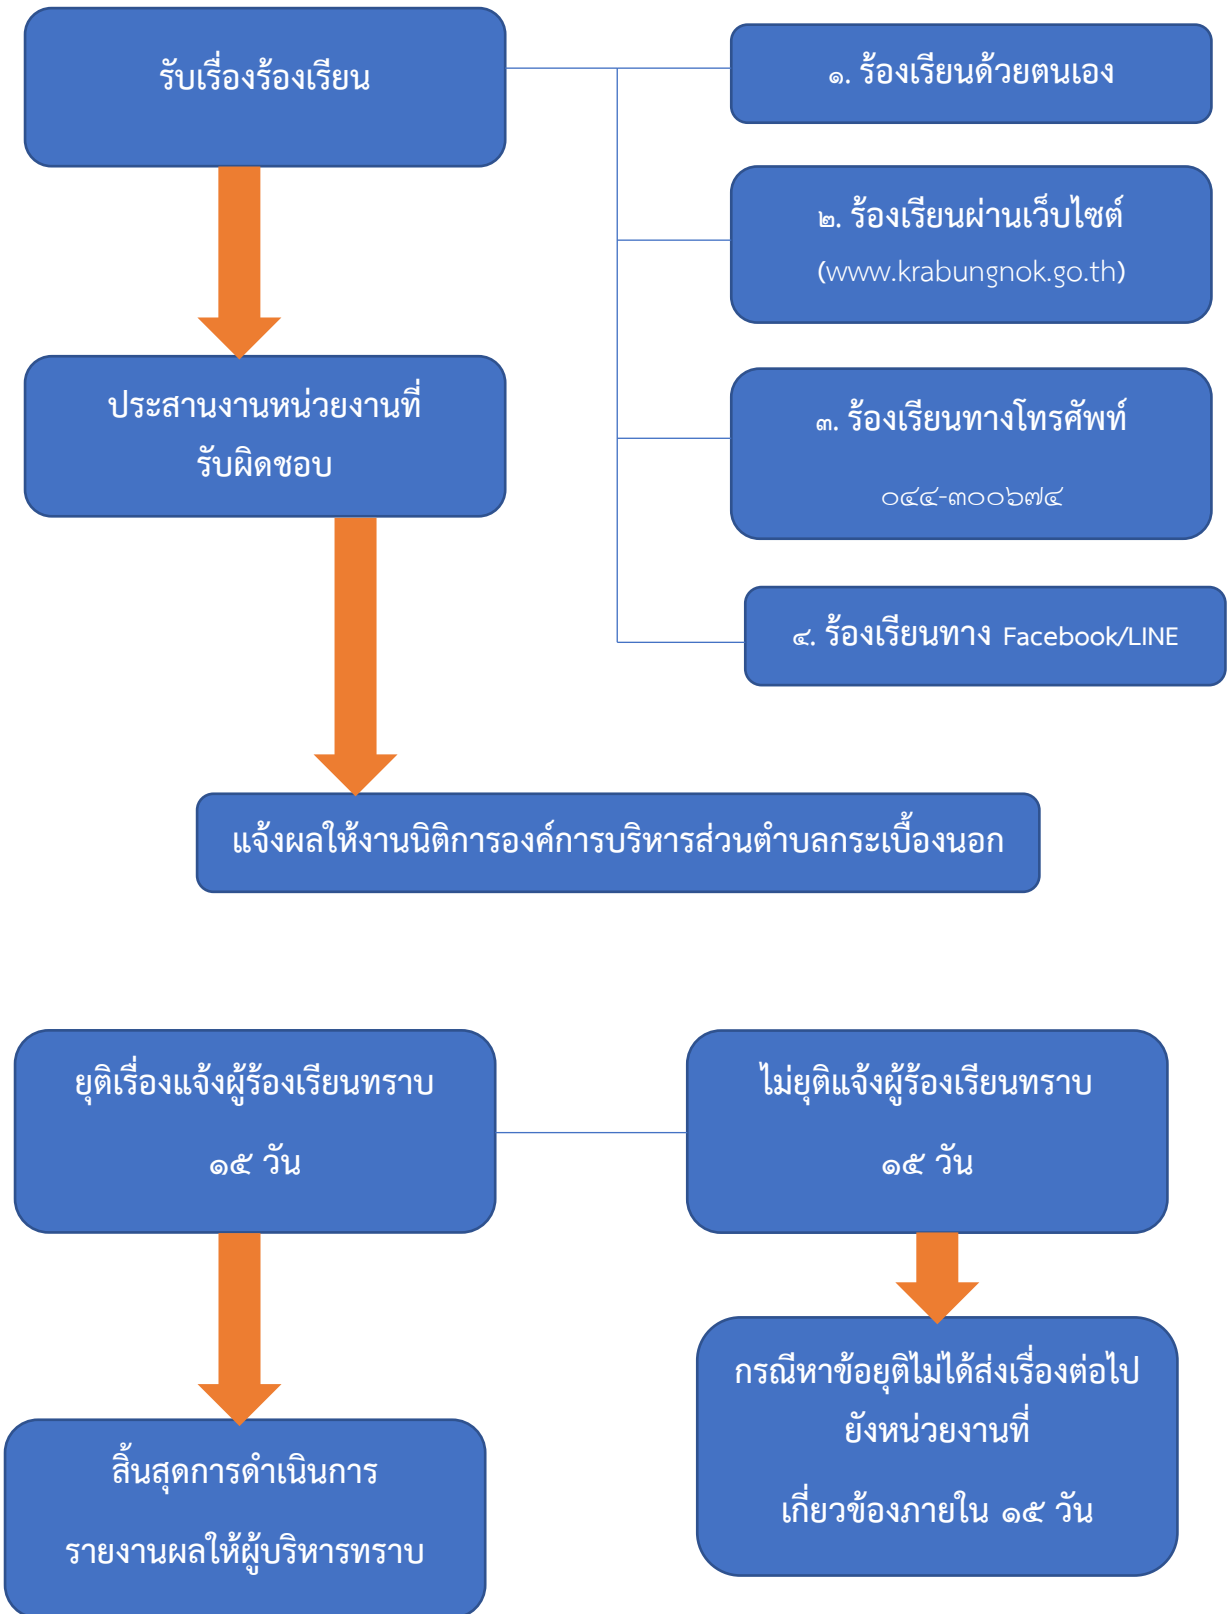 รับเรื่องร้องเรียน
๑. ร้องเรียนด้วยตนเอง
๒. ร้องเรียนผ่านเว็บไซต์
(www.krabungnok.go.th)
ประสานงานหน่วยงานที่
รับผิดชอบ
๓. ร้องเรียนทางโทรศัพท์
๐๔๔-๓๐๐๖๗๔
๔. ร้องเรียนทาง Facebook/LINE
แจ้งผลให้งานนิติการองค์การบริหารส่วนตำบลกระเบื้องนอก
ยุติเรื่องแจ้งผู้ร้องเรียนทราบ
๑๕ วัน
ไม่ยุติแจ้งผู้ร้องเรียนทราบ
๑๕ วัน
สิ้นสุดการดำเนินการ
รายงานผลให้ผู้บริหารทราบ
กรณีหาข้อยุติไม่ได้ส่งเรื่องต่อไป
ยังหน่วยงานที่
เกี่ยวข้องภายใน ๑๕ วัน